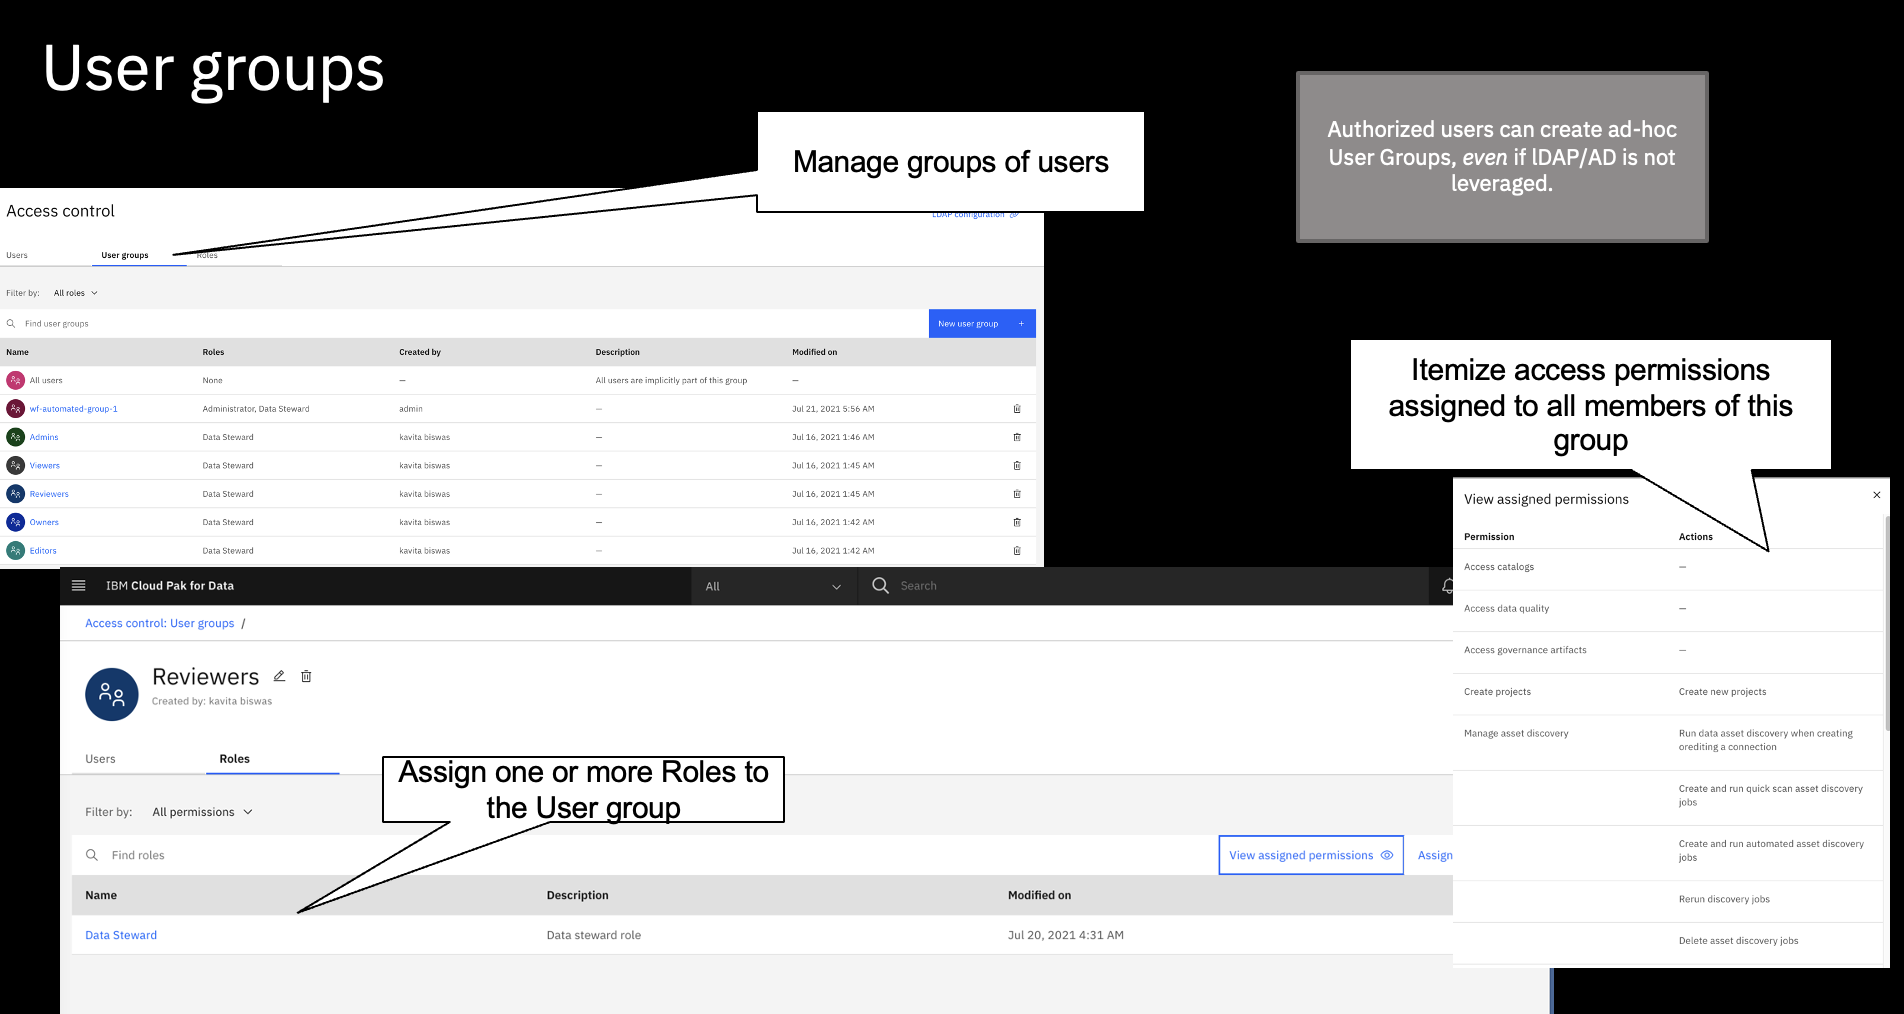 User groups
Manage groups of users
Authorized users can create ad-hoc
User Groups, even if lDAP/AD is not
leveraged.
Access control
LDAP configuration
Users User groups Roles
Filter by: All roles
Find user groups
New user group +
Name Roles Created by Description Modified on
All users None — All users are implicitly part of this group —
wf-automated-group-1 Administrator, Data Steward admin — Jul 21, 2021 5:56 AM
Admins Data Steward kavita biswas — Jul 16, 2021 1:46 AM
Viewers Data Steward kavita biswas — Jul 16, 2021 1:45 AM
Reviewers Data Steward kavita biswas — Jul 16, 2021 1:45 AM
Owners Data Steward kavita biswas — Jul 16, 2021 1:42 AM
Editors Data Steward kavita biswas — Jul 16, 2021 1:42 AM
Itemize access permissions
assigned to all members of this
group
View assigned permissions
Permission Actions
Access catalogs —
Access data quality —
Access governance artifacts —
Create projects Create new projects
Manage asset discovery Run data asset discovery when creating
orediting a connection
Create and run quick scan asset discovery
jobs
Create and run automated asset discovery
jobs
Rerun discovery jobs
Delete asset discovery jobs
IBM Cloud Pak for Data All Search
Access control: User groups /
Reviewers
Created by: kavita biswas
Users Roles
Assign one or more Roles to
the User group
Filter by: All permissions
Find roles
View assigned permissions Assign
Name Description Modified on
Data Steward Data steward role Jul 20, 2021 4:31 AM